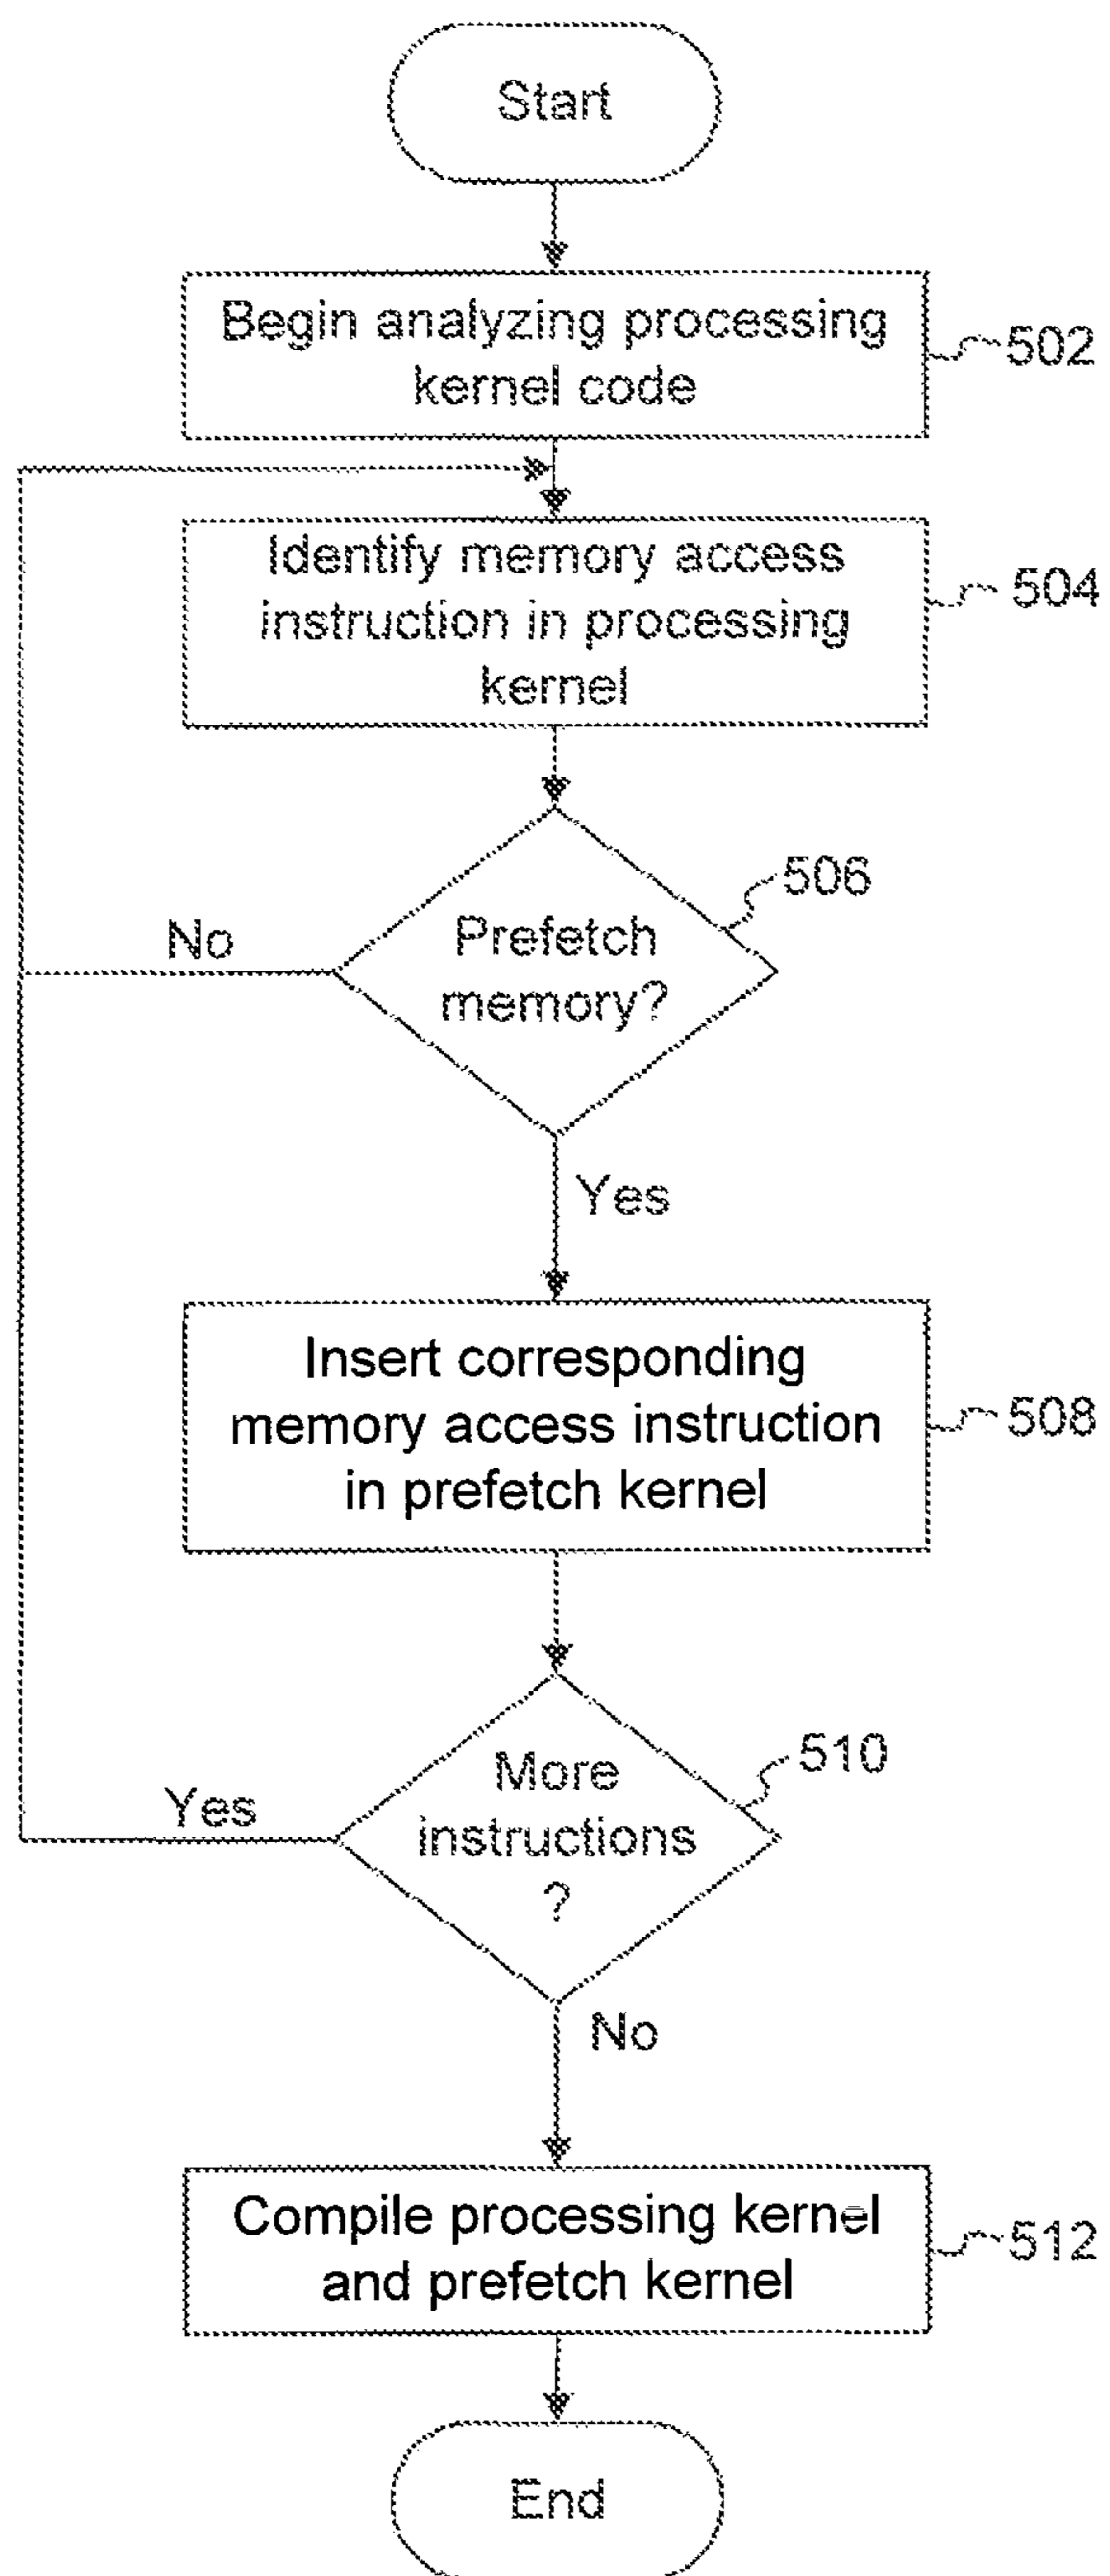 Start
Begin analyzing processing
kernel code
502
Identify memory access
instruction in processing
kernel
504
506
Prefetch
memory?
No
Yes
Insert corresponding
memory access instruction
in prefetch kernel
508
510
More
instructions
?
Yes
No
Compile processing kernel
and prefetch kernel
512
End